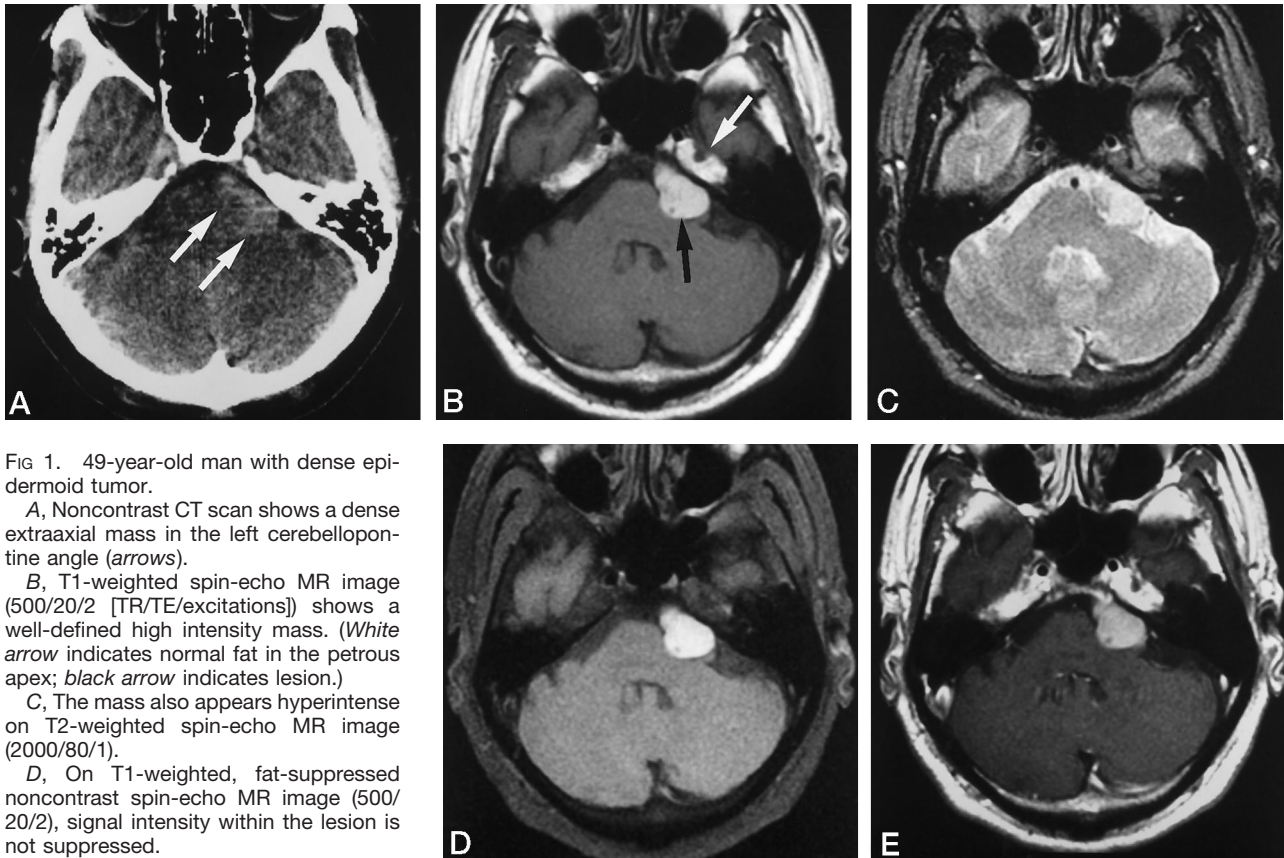 A
B
C
FIG 1. 49-year-old man with dense epi-
dermoid tumor.
A, Noncontrast CT scan shows a dense
extraaxial mass in the left cerebellopon-
tine angle (arrows).
B, T1-weighted spin-echo MR image
(500/20/2 [TR/TE/excitations]) shows a
well-defined high intensity mass. (White
arrow indicates normal fat in the petrous
apex; black arrow indicates lesion.)
C, The mass also appears hyperintense
on T2-weighted spin-echo MR image
(2000/80/1).
D, On T1-weighted, fat-suppressed
noncontrast spin-echo MR image (500/
20/2), signal intensity within the lesion is
not suppressed.
D
E